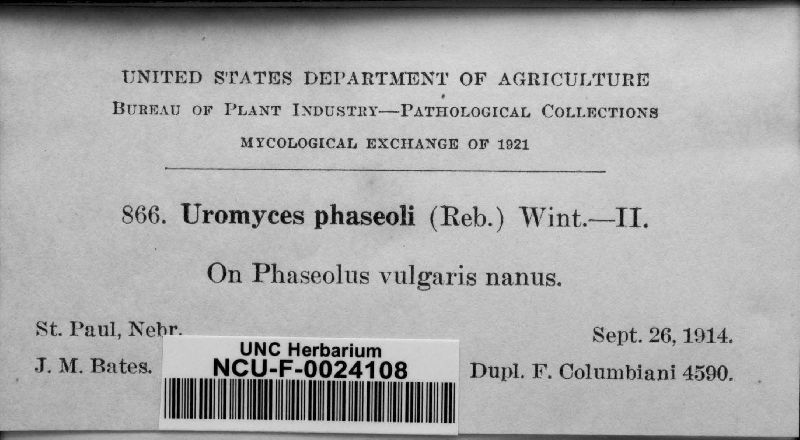 UNITED STATES DEPARTMENT OF AGRICULTURE
BUREAU OF PLANT INDUSTRY—PATHOLOGICAL COLLECTIONS
MYCOLOGICAL EXCHANGE OF 1921
866. Uromyces phaseoli (Reb.) Wint.—II.
On Phaseolus vulgaris nanus.
St. Paul, Nebr. Sept. 26, 1914.
J. M. Bates. Dupl. F. Columbiani 4590.
UNC Herbarium
NCU-F-0024108